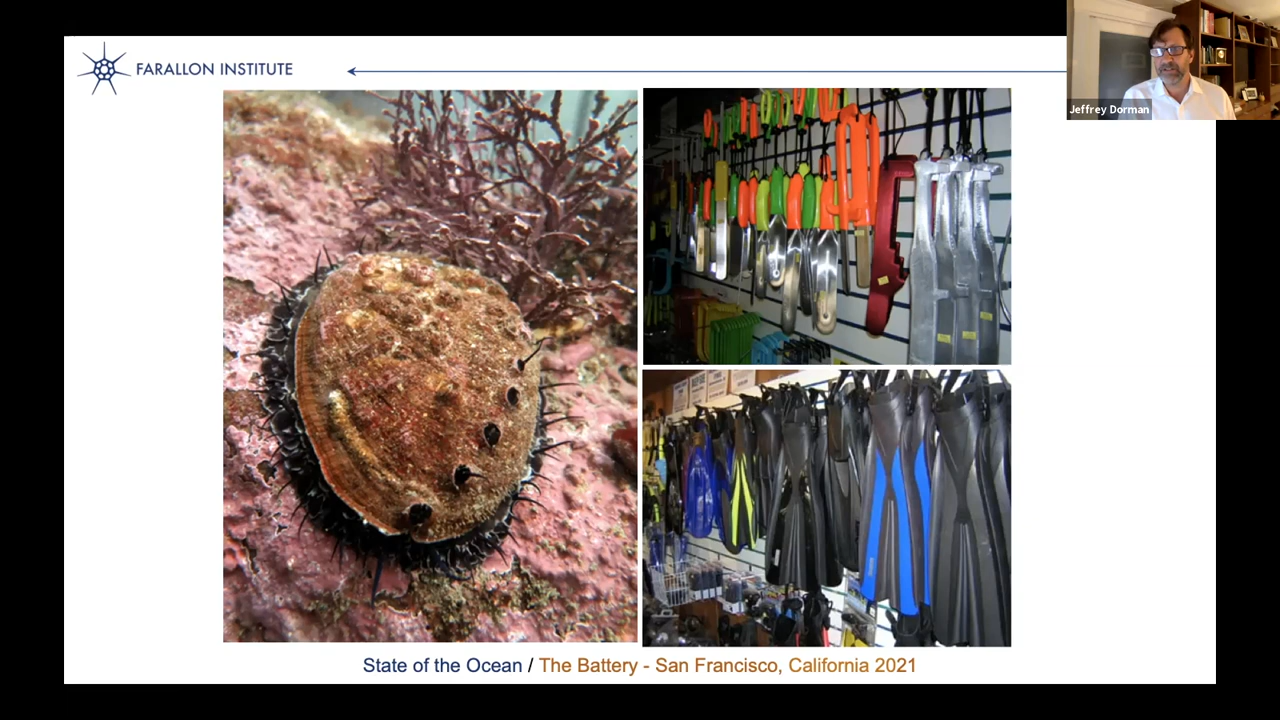 FARALLON INSTITUTE
Jeffrey Dorman
State of the Ocean / The Battery - San Francisco, California 2021